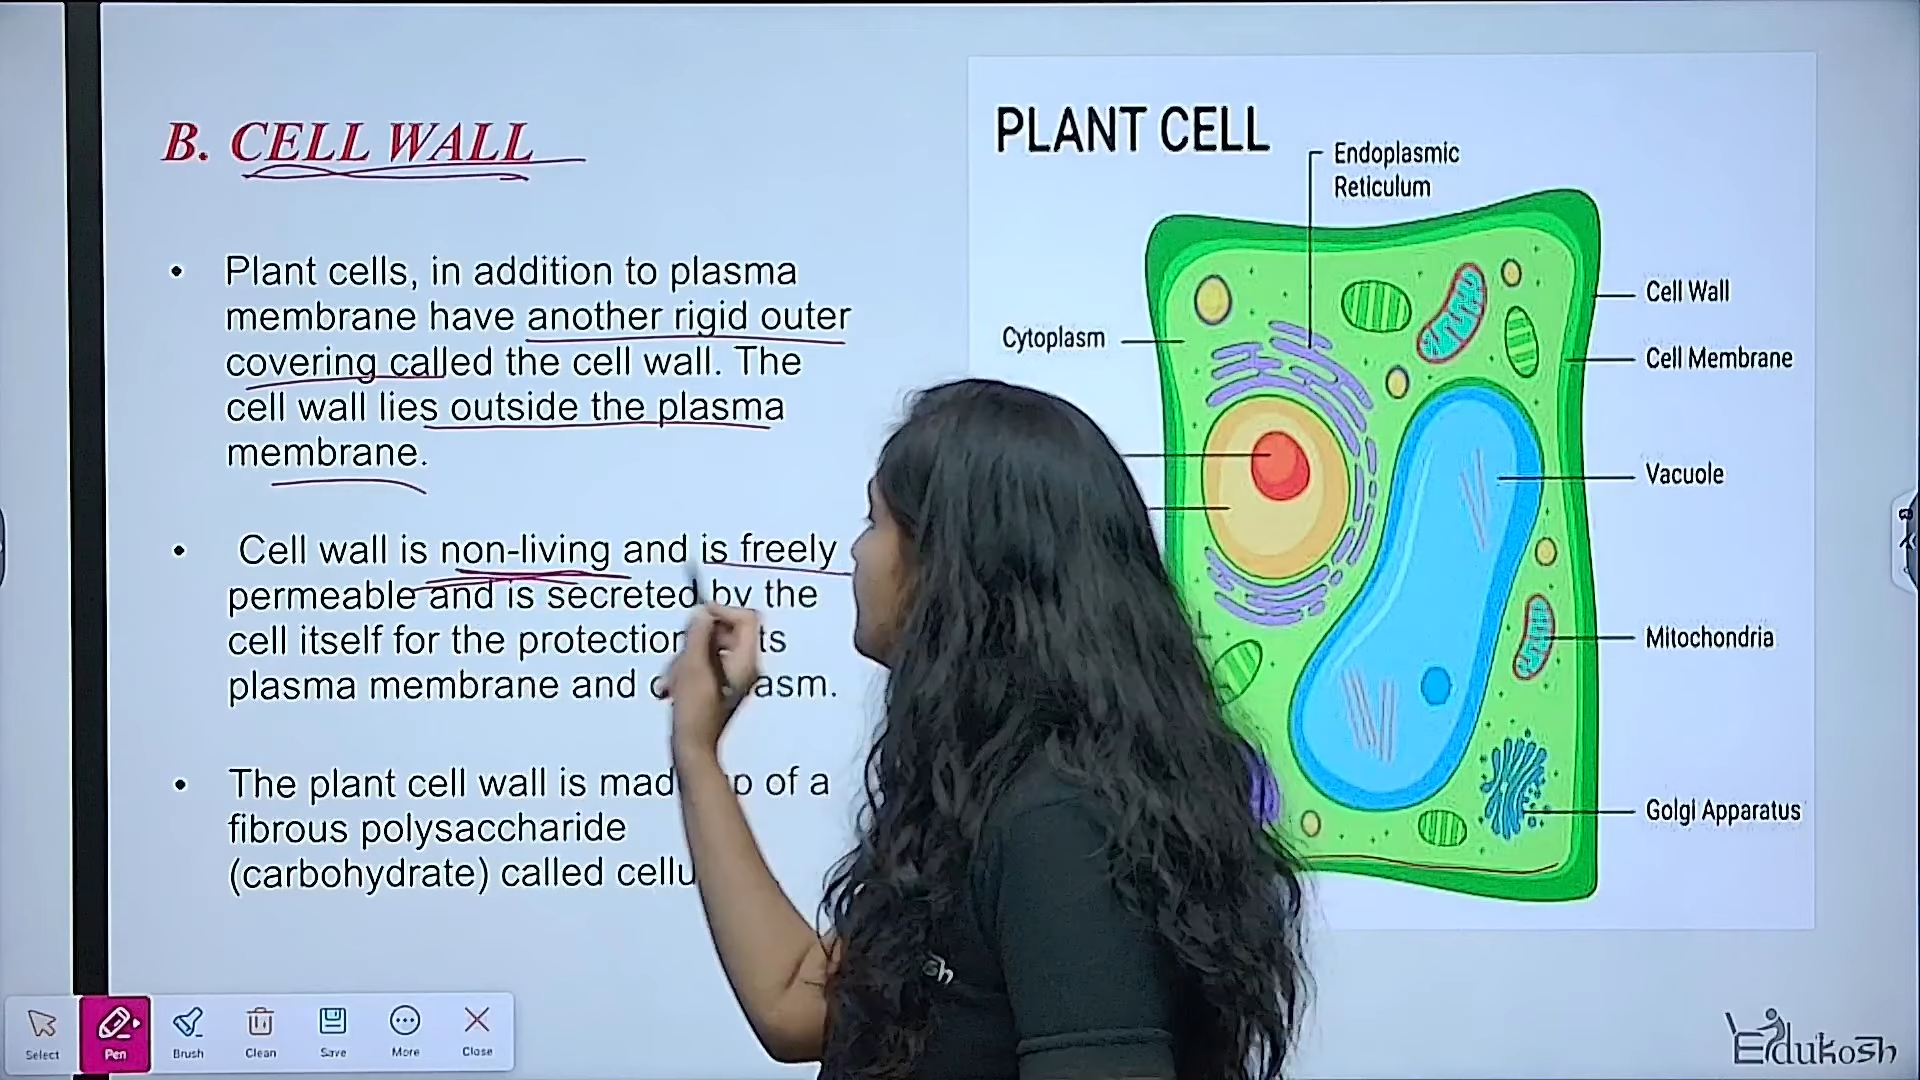 B. CELL WALL
• Plant cells, in addition to plasma
membrane have another rigid outer
covering called the cell wall. The
cell wall lies outside the plasma
membrane.
• Cell wall is non-living and is freely
permeable and is secreted by the
cell itself for the protection
plasma membrane and
• The plant cell wall is of a
fibrous polysaccharide
(carbohydrate) called
PLANT CELL
Endoplasmic
Reticulum
Cell Wall
Cytoplasm
Cell Membrane
Vacuole
Mitochondria
Golgi Apparatus
Select
Pen
Brush
Clean
Save
More
Close
Edukosh